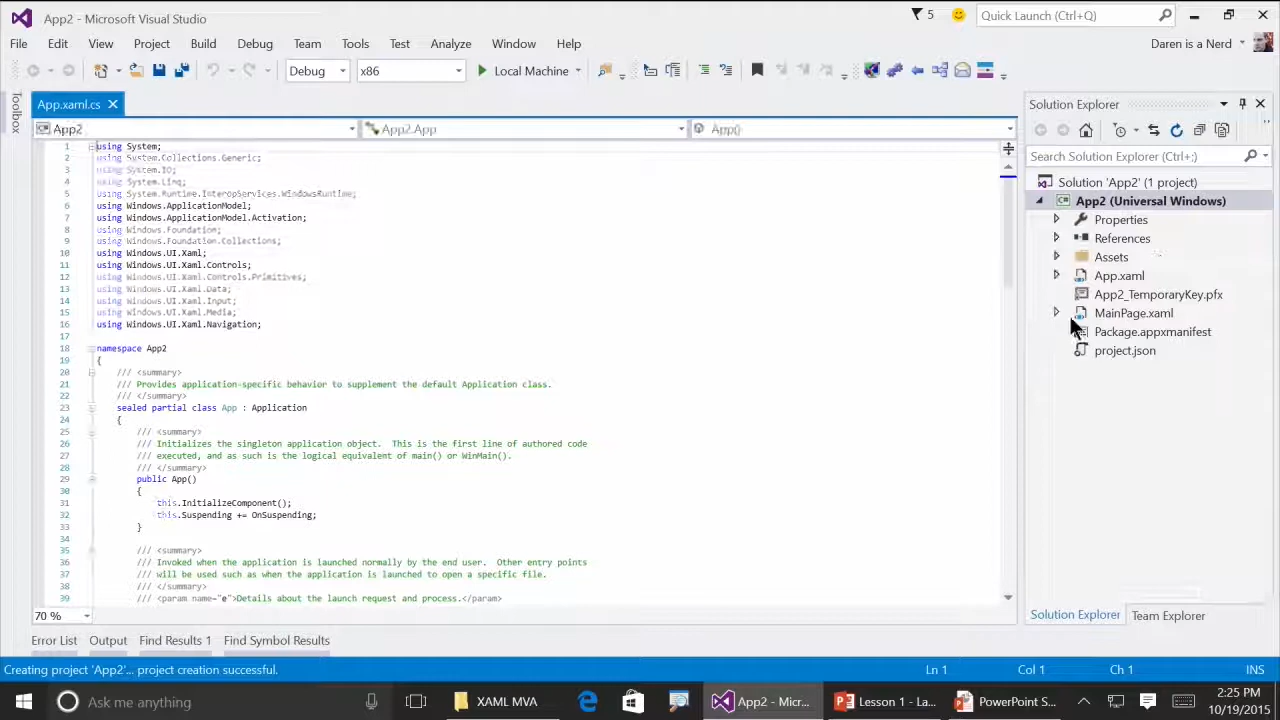 App2 - Microsoft Visual Studio
5
Quick Launch (Ctrl+Q)
File Edit View Project Build Debug Team Tools Test Analyze Window Help
Daren is a Nerd
Debug x86 Local Machine
Toolbox
App.xaml.cs
App2 App2.App App()
1 using System;
2 using System.Collections.Generic;
3 using System.IO;
4 using System.Linq;
5 using System.Runtime.InteropServices.WindowsRuntime;
6 using Windows.ApplicationModel;
7 using Windows.ApplicationModel.Activation;
8 using Windows.Foundation;
9 using Windows.Foundation.Collections;
10 using Windows.UI.Xaml;
11 using Windows.UI.Xaml.Controls;
12 using Windows.UI.Xaml.Controls.Primitives;
13 using Windows.UI.Xaml.Data;
14 using Windows.UI.Xaml.Input;
15 using Windows.UI.Xaml.Media;
16 using Windows.UI.Xaml.Navigation;
17
18 namespace App2
19 {
20 /// <summary>
21 /// Provides application-specific behavior to supplement the default Application class.
22 /// </summary>
23 sealed partial class App : Application
24 {
25 /// <summary>
26 /// Initializes the singleton application object.  This is the first line of authored code
27 /// executed, and as such is the logical equivalent of main() or WinMain().
28 /// </summary>
29 public App()
30 {
31 this.InitializeComponent();
32 this.Suspending += OnSuspending;
33 }
34
35 /// <summary>
36 /// Invoked when the application is launched normally by the end user.  Other entry points
37 /// will be used such as when the application is launched to open a specific file.
38 /// </summary>
39 /// <param name="e">Details about the launch request and process.</param>
70 %
Solution Explorer
Search Solution Explorer (Ctrl+;)
Solution 'App2' (1 project)
App2 (Universal Windows)
Properties
References
Assets
App.xaml
App2_TemporaryKey.pfx
MainPage.xaml
Package.appxmanifest
project.json
Solution Explorer Team Explorer
Error List Output Find Results 1 Find Symbol Results
Creating project 'App2'... project creation successful.
Ln 1 Col 1 Ch 1 INS
Ask me anything
XAML MVA
App2 - Micr...
Lesson 1 - La...
PowerPoint S...
2:25 PM
10/19/2015